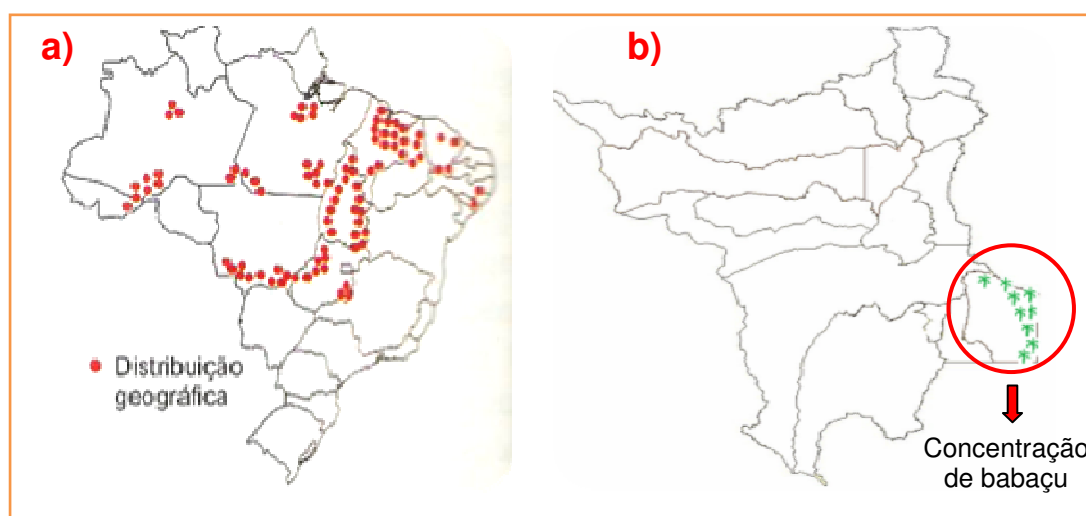 a)
b)
Distribuição
geográfica
Concentração
de babaçu